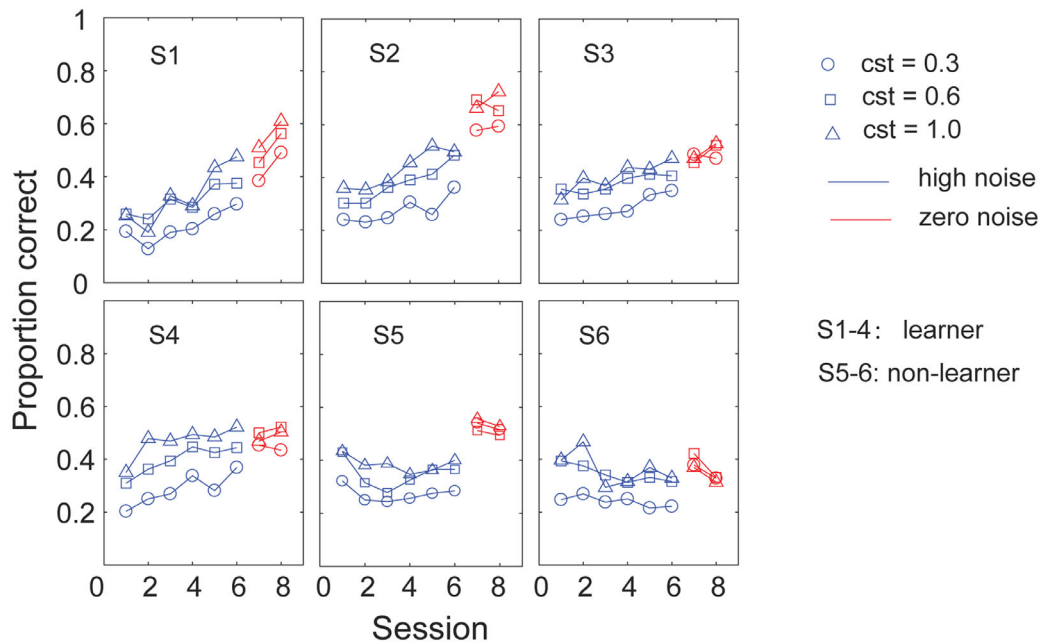 1
0.8
0.6
0.4
0.2
0
S1
S2
S3
cst = 0.3
cst = 0.6
cst = 1.0
high noise
zero noise
Proportion correct
0.8
0.6
0.4
0.2
S4
S5
S6
S1-4: learner
S5-6: non-learner
0 2 4 6 8 0 2 4 6 8 0 2 4 6 8
Session